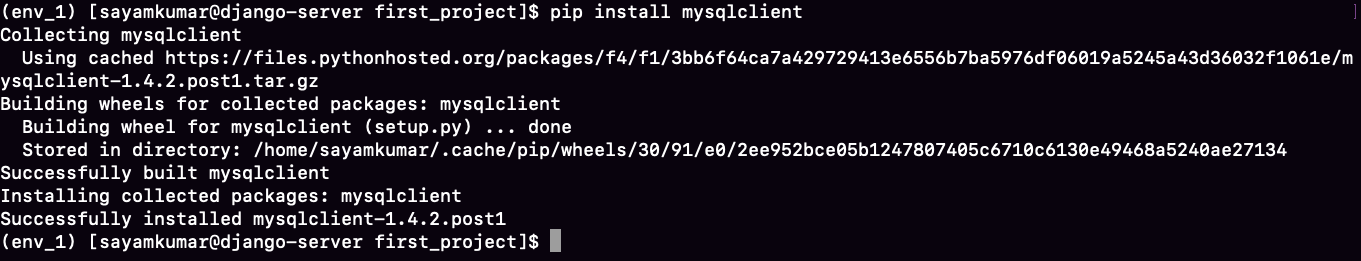 (env_1) [sayamkumar@django-server first_project]$ pip install mysqlclient
Collecting mysqlclient
  Using cached https://files.pythonhosted.org/packages/f4/f1/3bb6f64ca7a429729413e6556b7ba5976df06019a5245a43d36032f1061e/m
ysqlclient-1.4.2.post1.tar.gz
Building wheels for collected packages: mysqlclient
  Building wheel for mysqlclient (setup.py) ... done
  Stored in directory: /home/sayamkumar/.cache/pip/wheels/30/91/e0/2ee952bce05b1247807405c6710c6130e49468a5240ae27134
Successfully built mysqlclient
Installing collected packages: mysqlclient
Successfully installed mysqlclient-1.4.2.post1
(env_1) [sayamkumar@django-server first_project]$